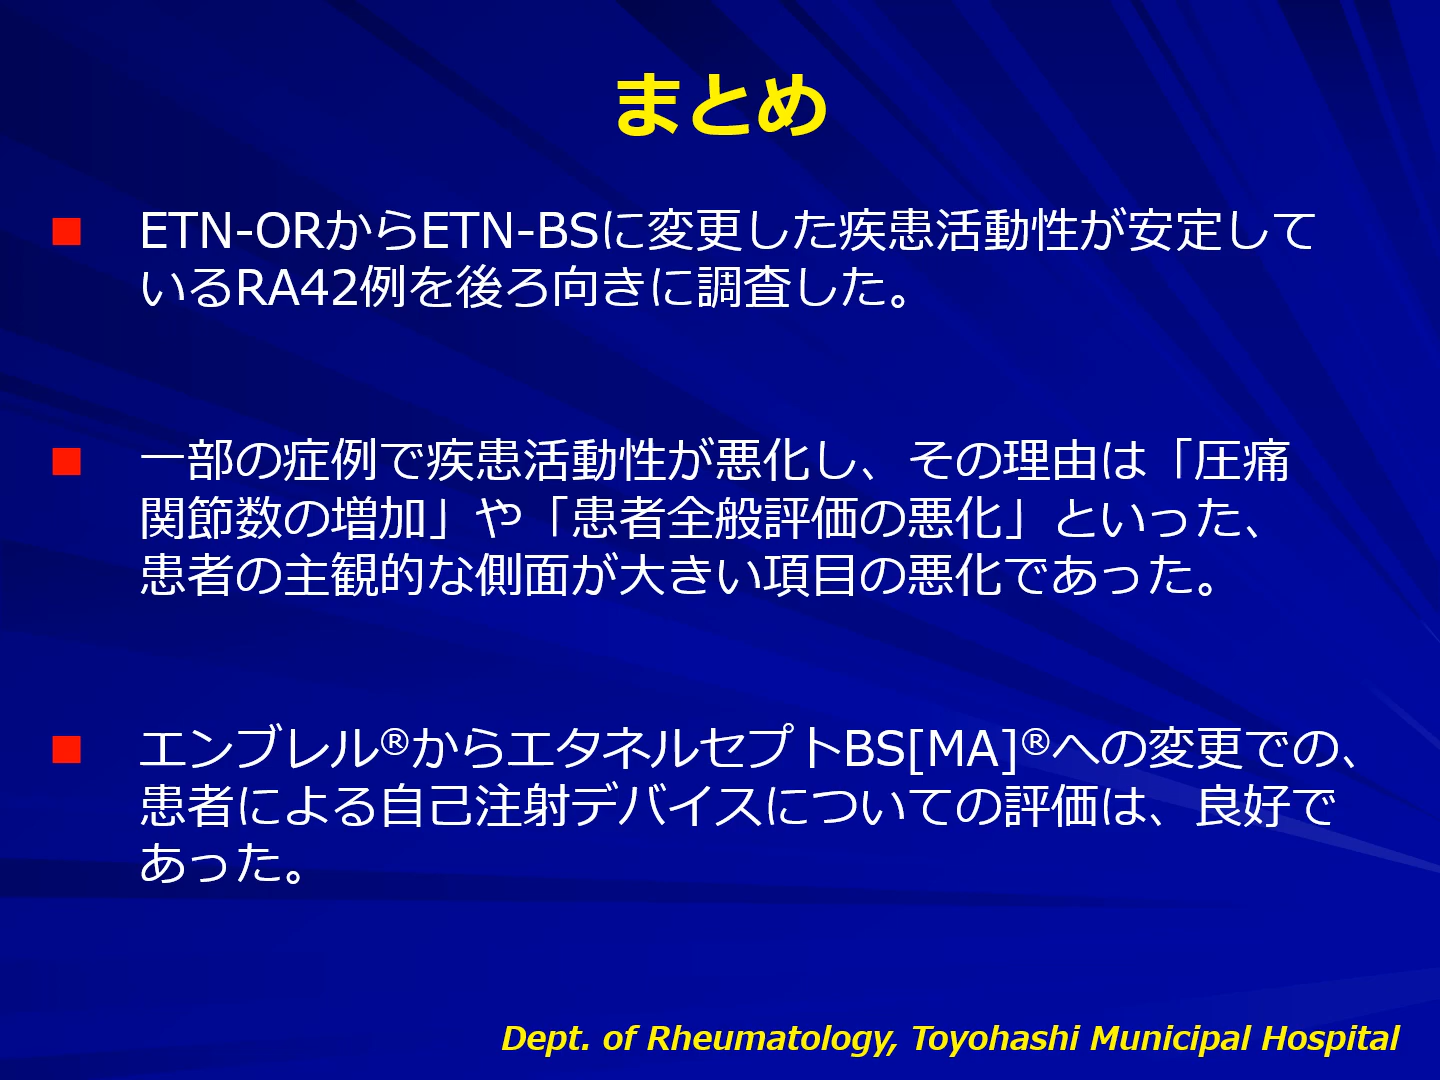 まとめ
■ ETN-ORからETN-BSに変更した疾患活動性が安定して
いるRA42例を後ろ向きに調査した。
■ 一部の症例で疾患活動性が悪化し、その理由は「圧痛
関節数の増加」や「患者全般評価の悪化」といった、
患者の主観的な側面が大きい項目の悪化であった。
■ エンブレル®からエタネルセプトBS[MA]®への変更での、
患者による自己注射デバイスについての評価は、良好で
あった。
Dept. of Rheumatology, Toyohashi Municipal Hospital